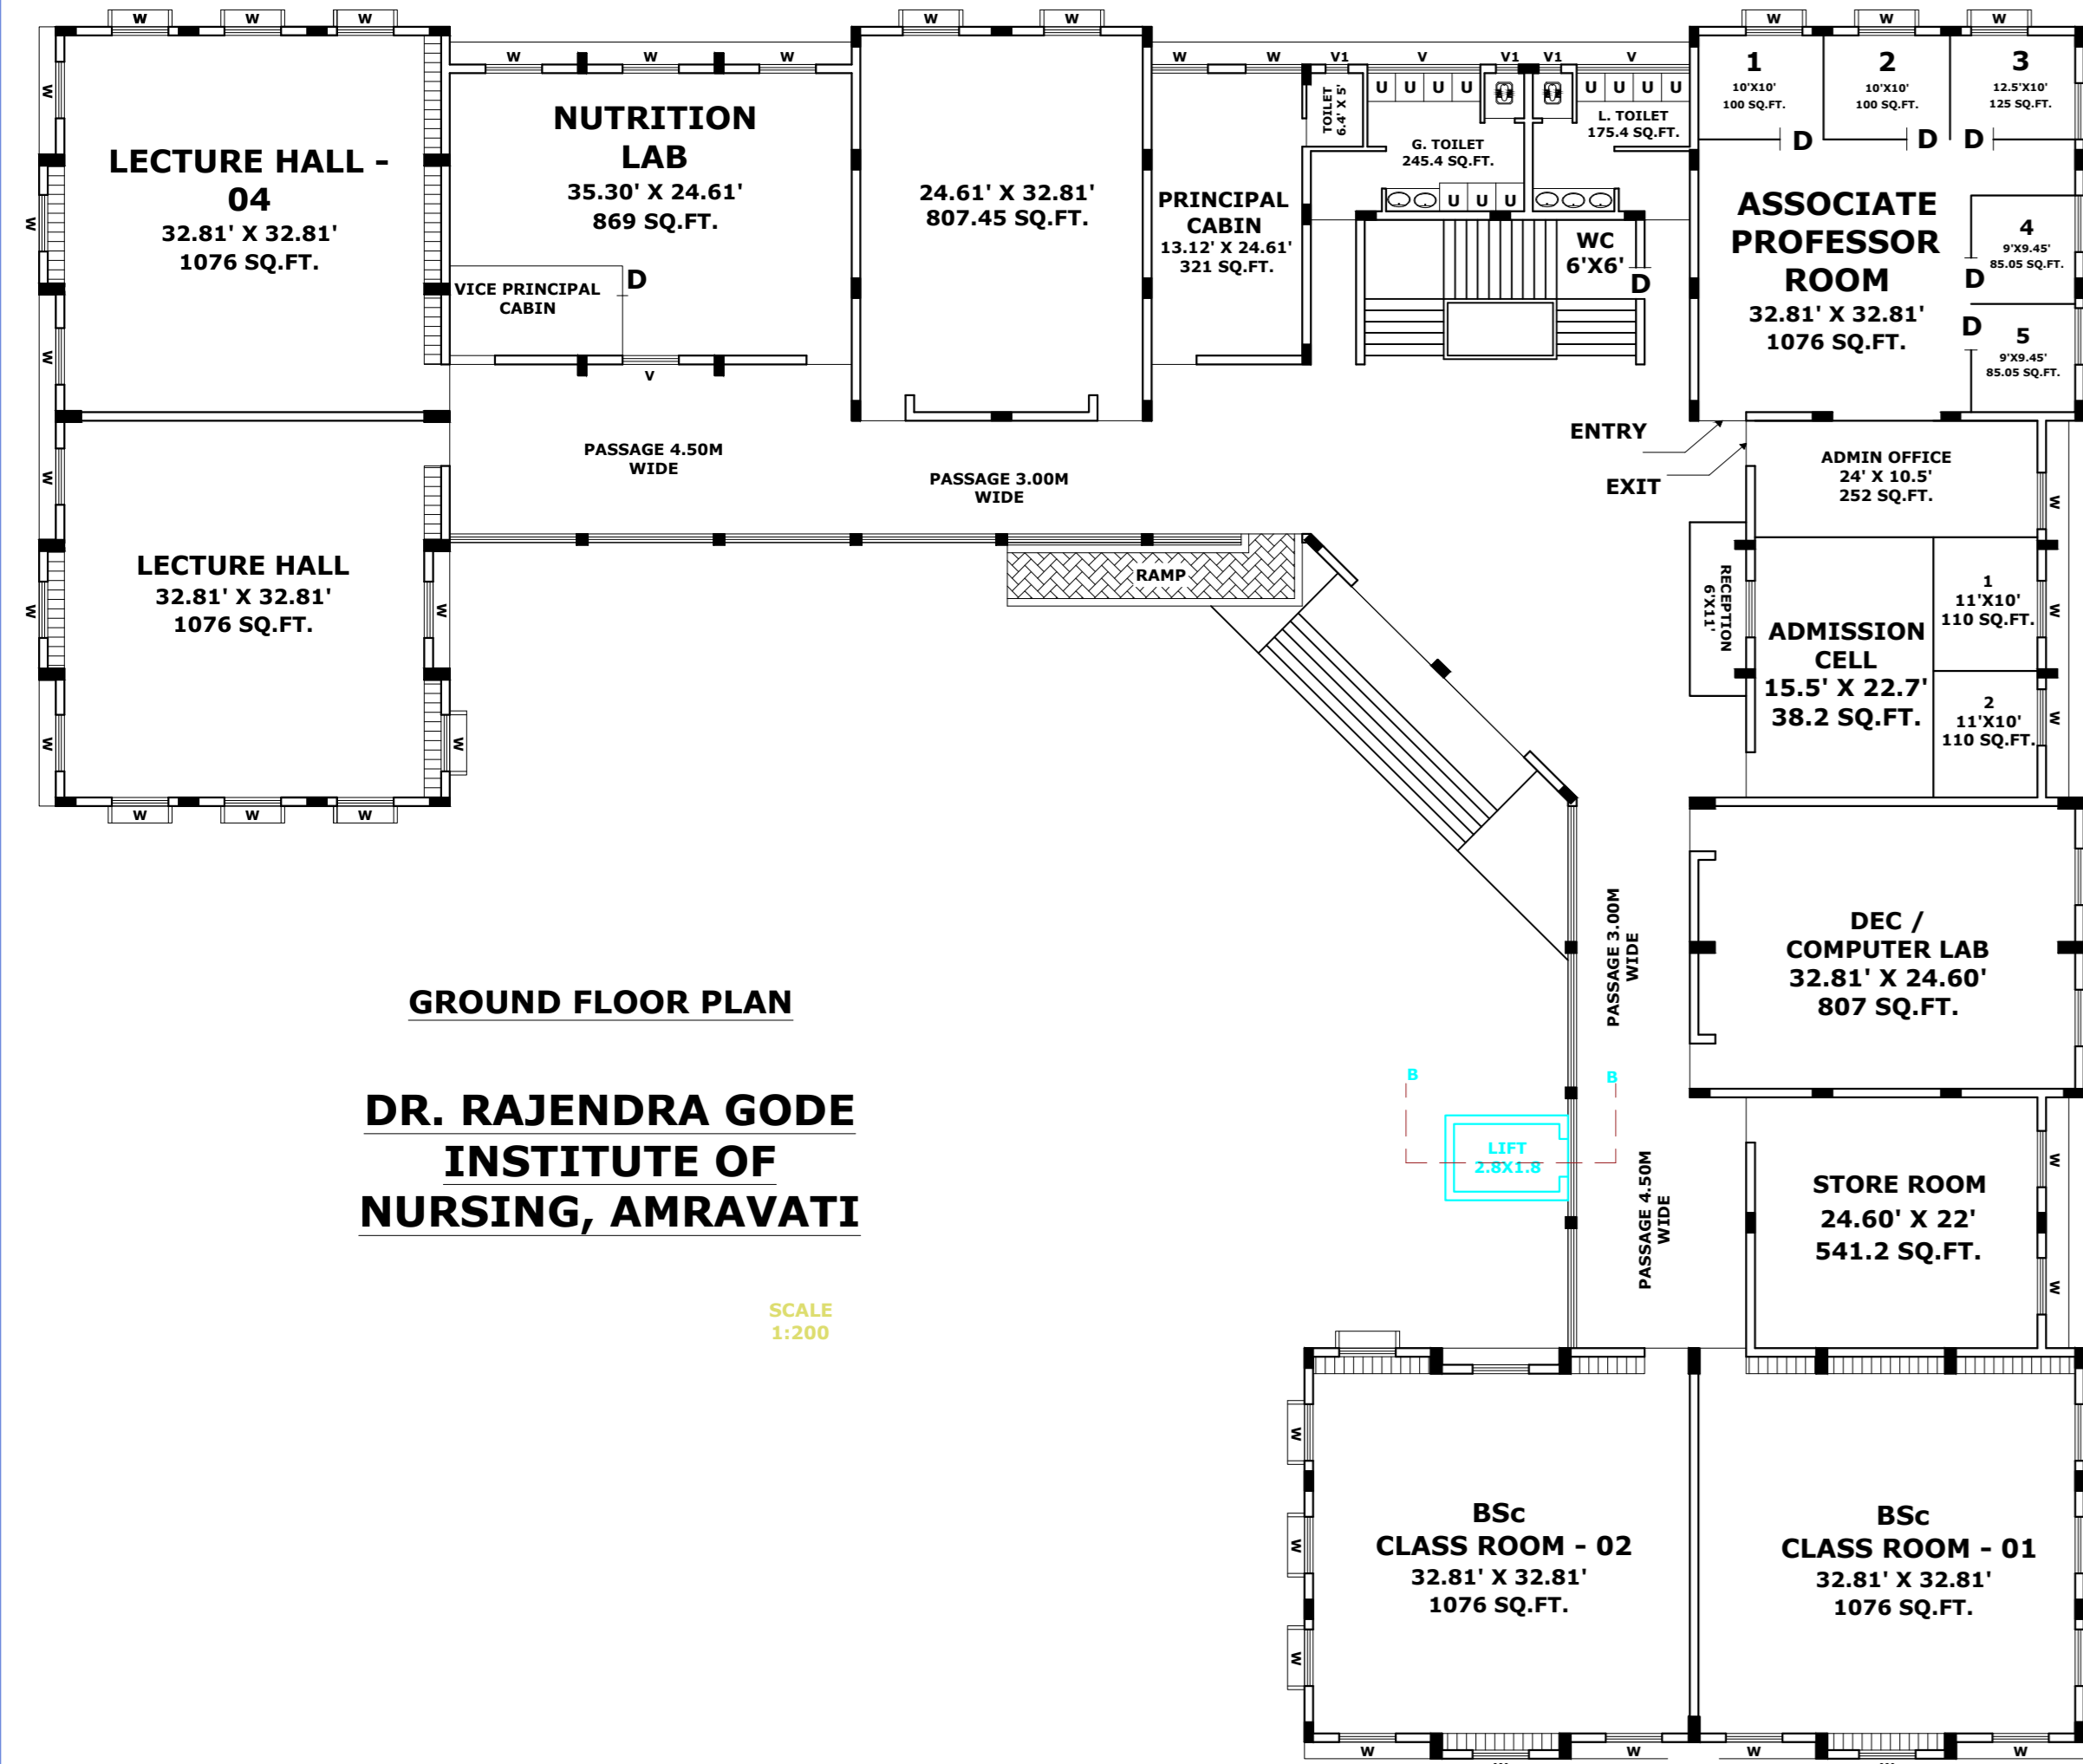 W
W
W
W
W
W
LECTURE HALL -
04
32.81' X 32.81'
1076 SQ.FT.
W
W
W
NUTRITION
LAB
35.30' X 24.61'
869 SQ.FT.
VICE PRINCIPAL
CABIN
D
V
W
W
24.61' X 32.81'
807.45 SQ.FT.
W
W
PRINCIPAL
CABIN
13.12' X 24.61'
321 SQ.FT.
V1
V
V1
V1
V
TOILET
6.4' X 5'
U
U
U
U
U
U
U
U
G. TOILET
245.4 SQ.FT.
L. TOILET
175.4 SQ.FT.
U
U
U
WC
6'X6'
D
W
W
W
1
10'X10'
100 SQ.FT.
2
10'X10'
100 SQ.FT.
3
12.5'X10'
125 SQ.FT.
D
D
D
ASSOCIATE
PROFESSOR
ROOM
32.81' X 32.81'
1076 SQ.FT.
4
9'X9.45'
85.05 SQ.FT.
D
D
5
9'X9.45'
85.05 SQ.FT.
ENTRY
EXIT
PASSAGE 4.50M
WIDE
PASSAGE 3.00M
WIDE
ADMIN OFFICE
24' X 10.5'
252 SQ.FT.
W
W
W
LECTURE HALL
32.81' X 32.81'
1076 SQ.FT.
W
W
W
W
W
W
W
W
RAMP
RECEPTION
6'X11'
ADMISSION
CELL
15.5' X 22.7'
38.2 SQ.FT.
1
11'X10'
110 SQ.FT.
2
11'X10'
110 SQ.FT.
PASSAGE 3.00M
WIDE
DEC /
COMPUTER LAB
32.81' X 24.60'
807 SQ.FT.
GROUND FLOOR PLAN
DR. RAJENDRA GODE
INSTITUTE OF
NURSING, AMRAVATI
SCALE
1:200
B
B
LIFT
2.8X1.8
PASSAGE 4.50M
WIDE
STORE ROOM
24.60' X 22'
541.2 SQ.FT.
W
W
W
W
W
BSc
CLASS ROOM - 02
32.81' X 32.81'
1076 SQ.FT.
BSc
CLASS ROOM - 01
32.81' X 32.81'
1076 SQ.FT.
W
W
W
W